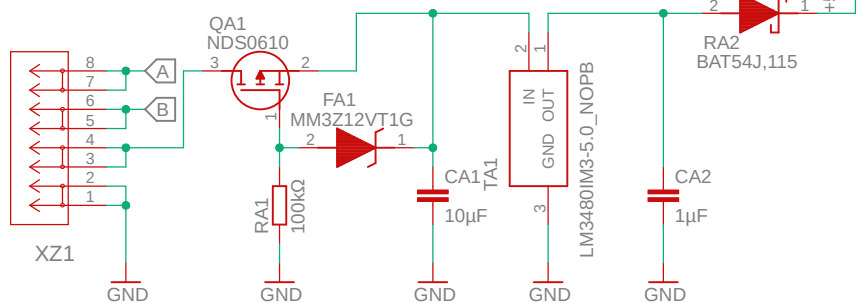 QA1
NDS0610
3
2
1
8
7
6
5
4
3
2
1
A
B
XZ1
FA1
MM3Z12VT1G
2
1
RA1
100kΩ
CA1
10µF
TA1
2
1
IN
OUT
GND
3
LM3480IM3-5.0_NOPB
CA2
1µF
2
1
RA2
BAT54J,115
GND
GND
GND
GND
GND